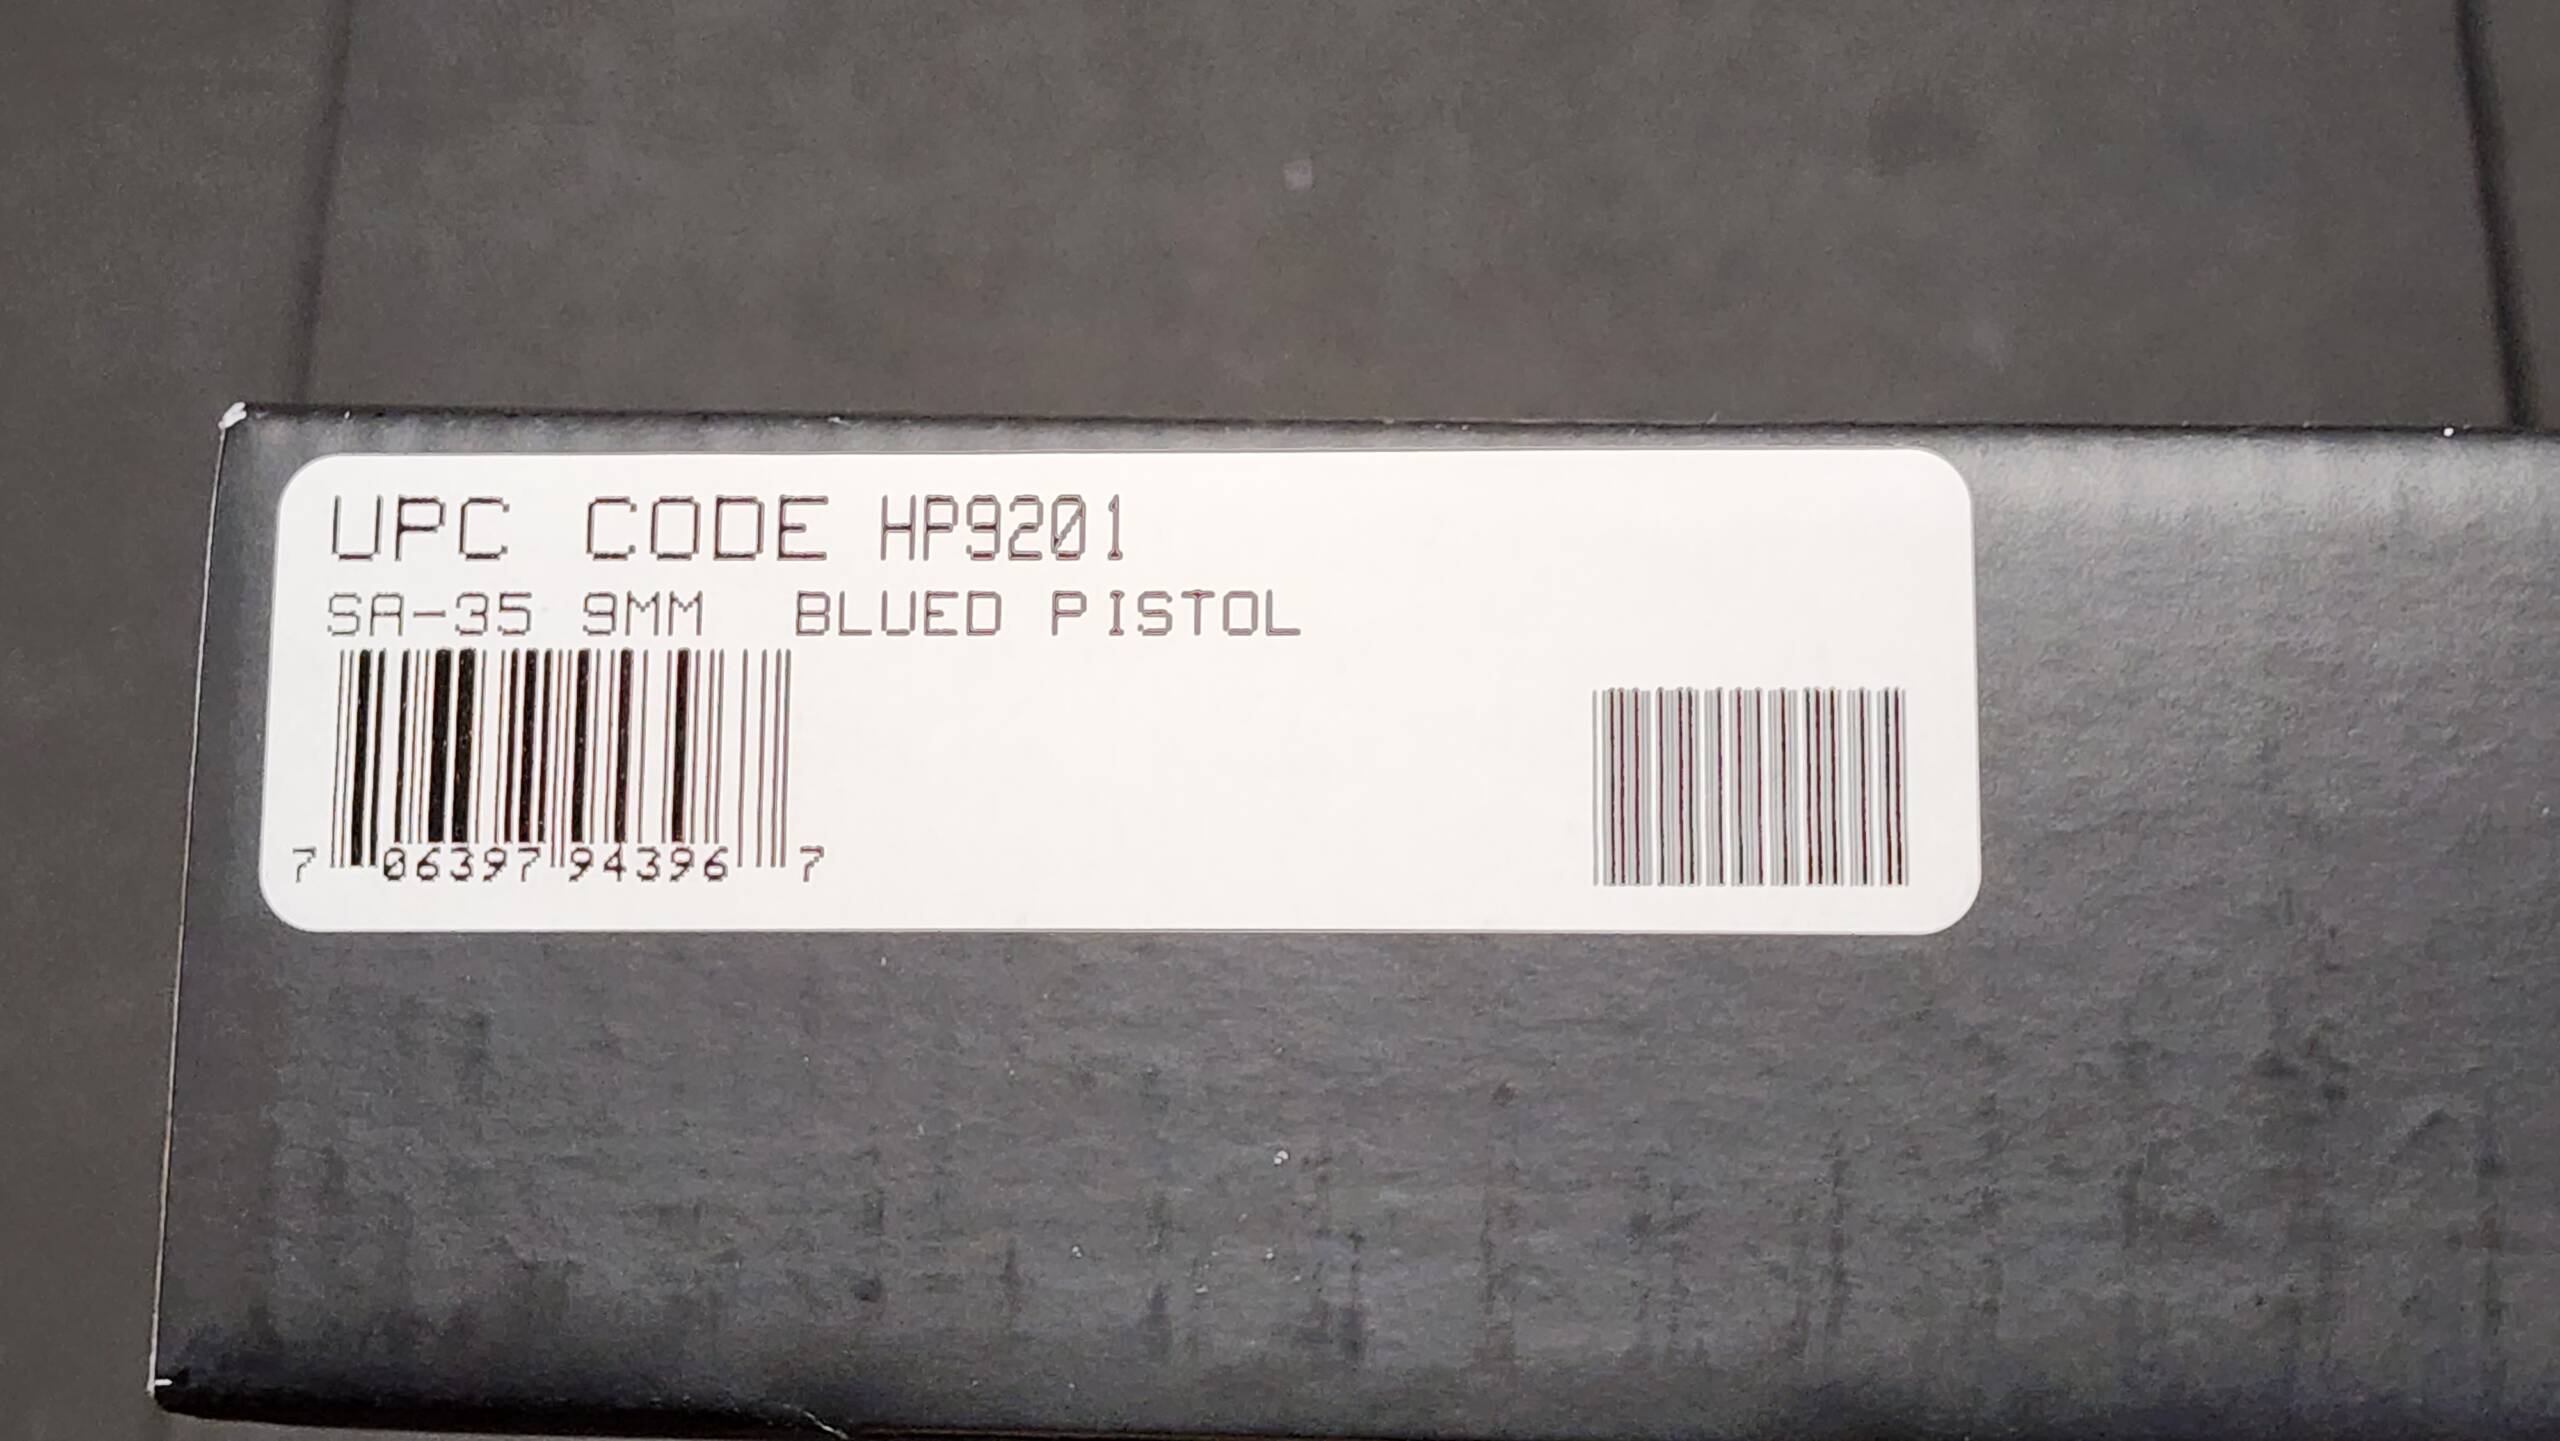 UPC CODE HP9201
SA-35 9MM BLUED PISTOL
7 06397 94396 7